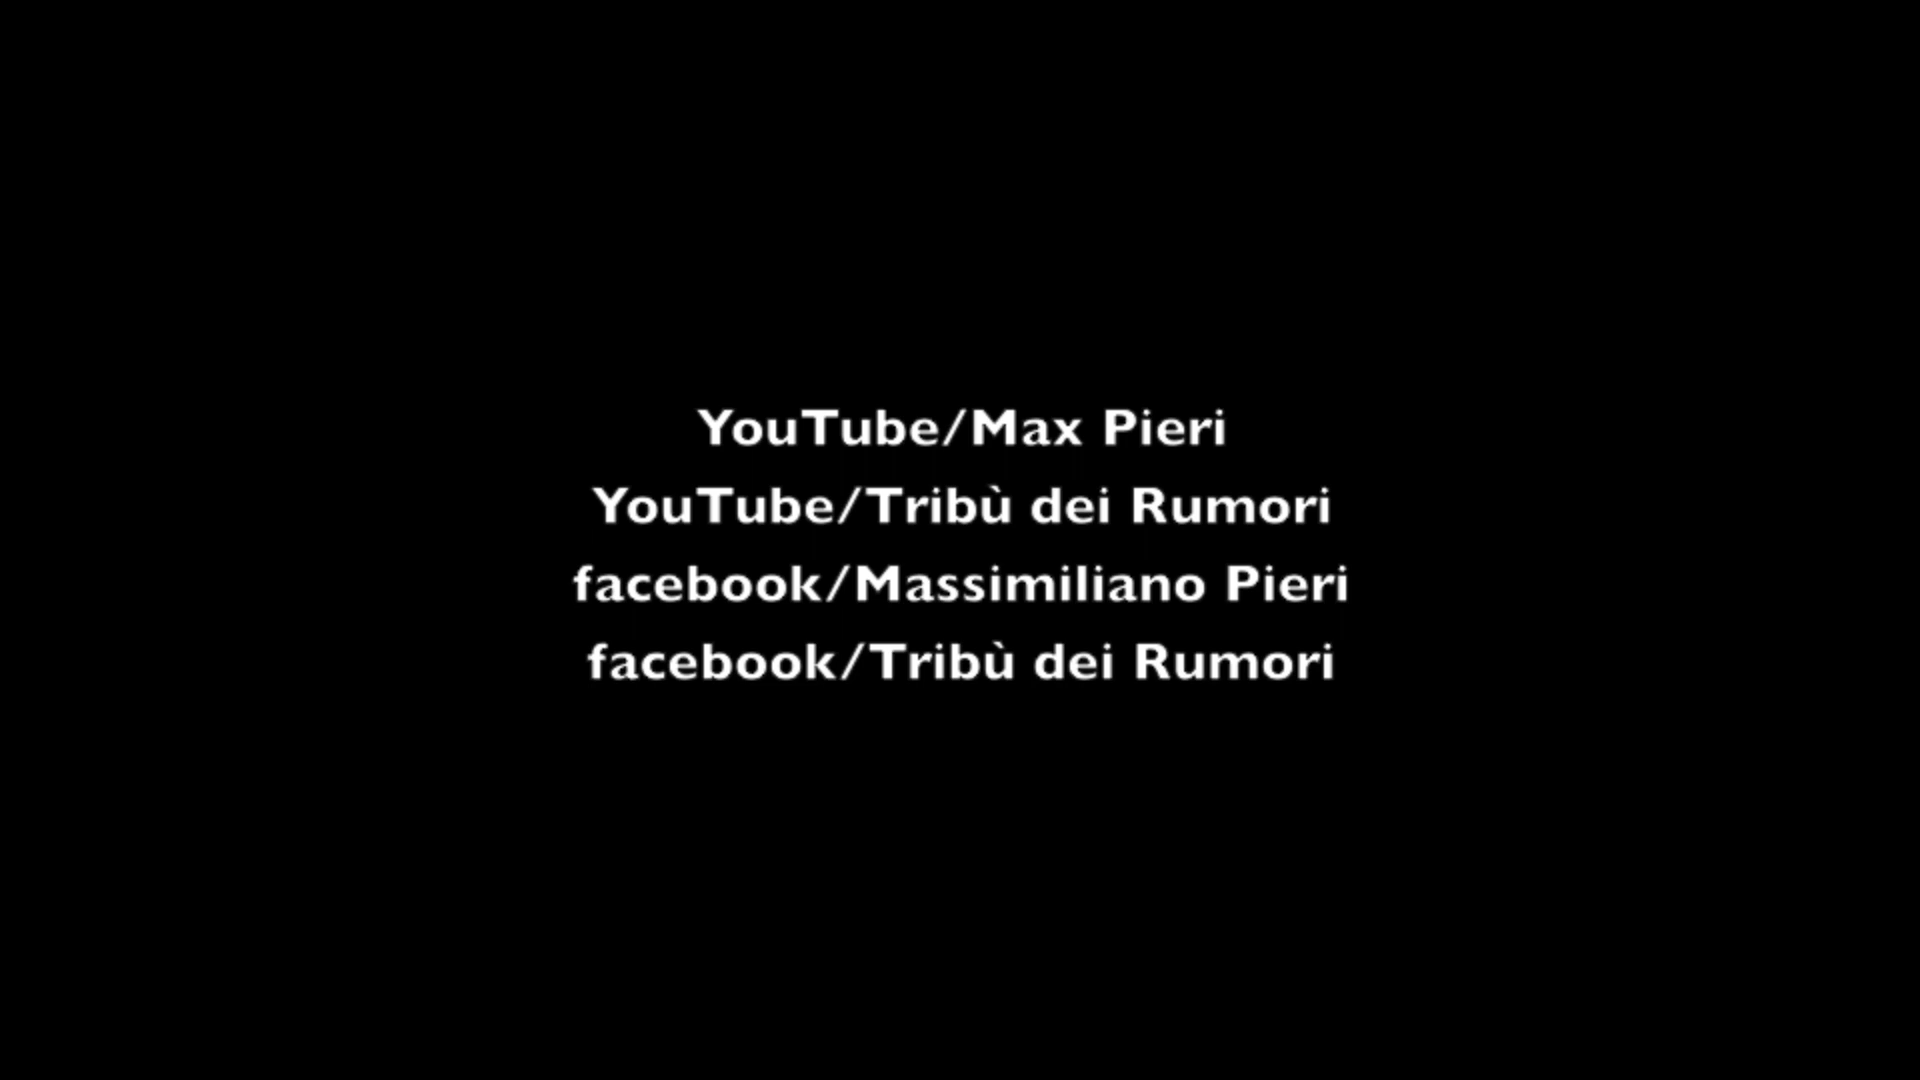 YouTube/Max Pieri
YouTube/Tribù dei Rumori
facebook/Massimiliano Pieri
facebook/Tribù dei Rumori